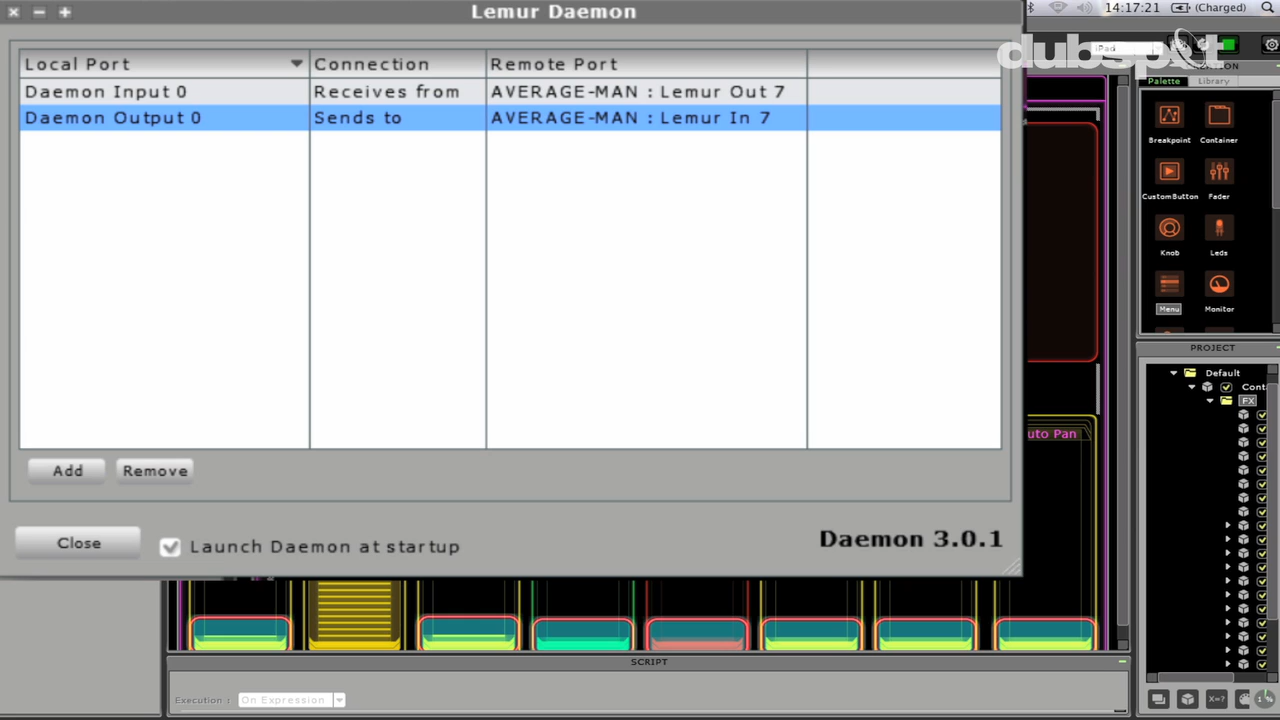 Lemur Daemon
14:17:21
(Charged)
Local Port
Connection
Remote Port
Daemon Input 0
Receives fro
AVERAGE-MAN : Lemur Out 7
Daemon Output 0
Sends to
AVERAGE-MAN : Lemur In 7
Add
Remove
Close
Launch Daemon at startup
Daemon 3.0.1
dubspot
iPad
Palette
Library
Breakpoint
Container
CustomButton
Fader
Knob
Leds
Menu
Monitor
PROJECT
Default
Cont
FX
uto Pan
SCRIPT
Execution :
On Expression
X=?
1 %